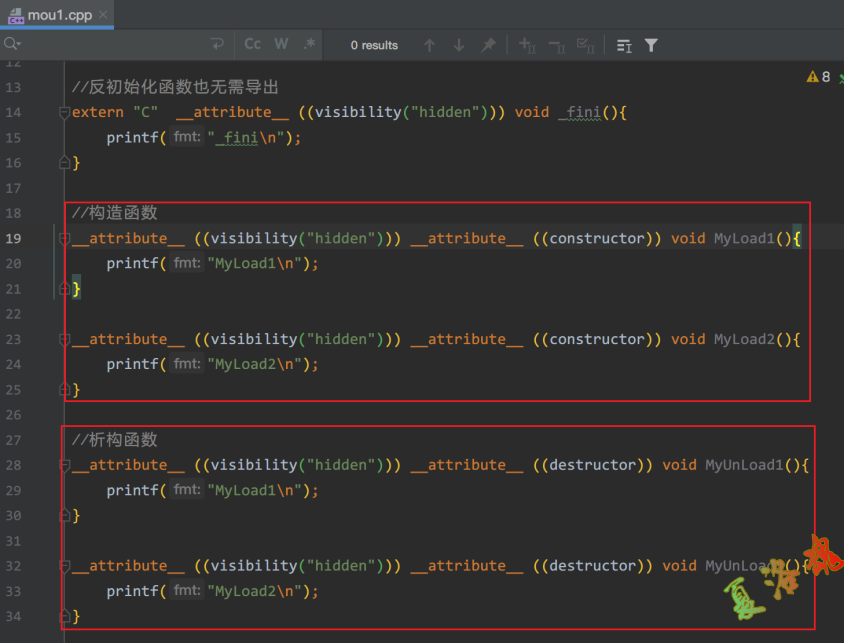 mou1.cpp
Cc W .* 0 results
8
12
13 //反初始化函数也无需导出
14 extern "C"  __attribute__ ((visibility("hidden"))) void _fini(){
15 printf( fmt: "_fini\n");
16 }
17
18 //构造函数
19 __attribute__ ((visibility("hidden"))) __attribute__ ((constructor)) void MyLoad1(){
20 printf( fmt: "MyLoad1\n");
21 }
22
23 __attribute__ ((visibility("hidden"))) __attribute__ ((constructor)) void MyLoad2(){
24 printf( fmt: "MyLoad2\n");
25 }
26
27 //析构函数
28 __attribute__ ((visibility("hidden"))) __attribute__ ((destructor)) void MyUnLoad1(){
29 printf( fmt: "MyLoad1\n");
30 }
31
32 __attribute__ ((visibility("hidden"))) __attribute__ ((destructor)) void MyUnLoad (){
33 printf( fmt: "MyLoad2\n");
34 }
夏